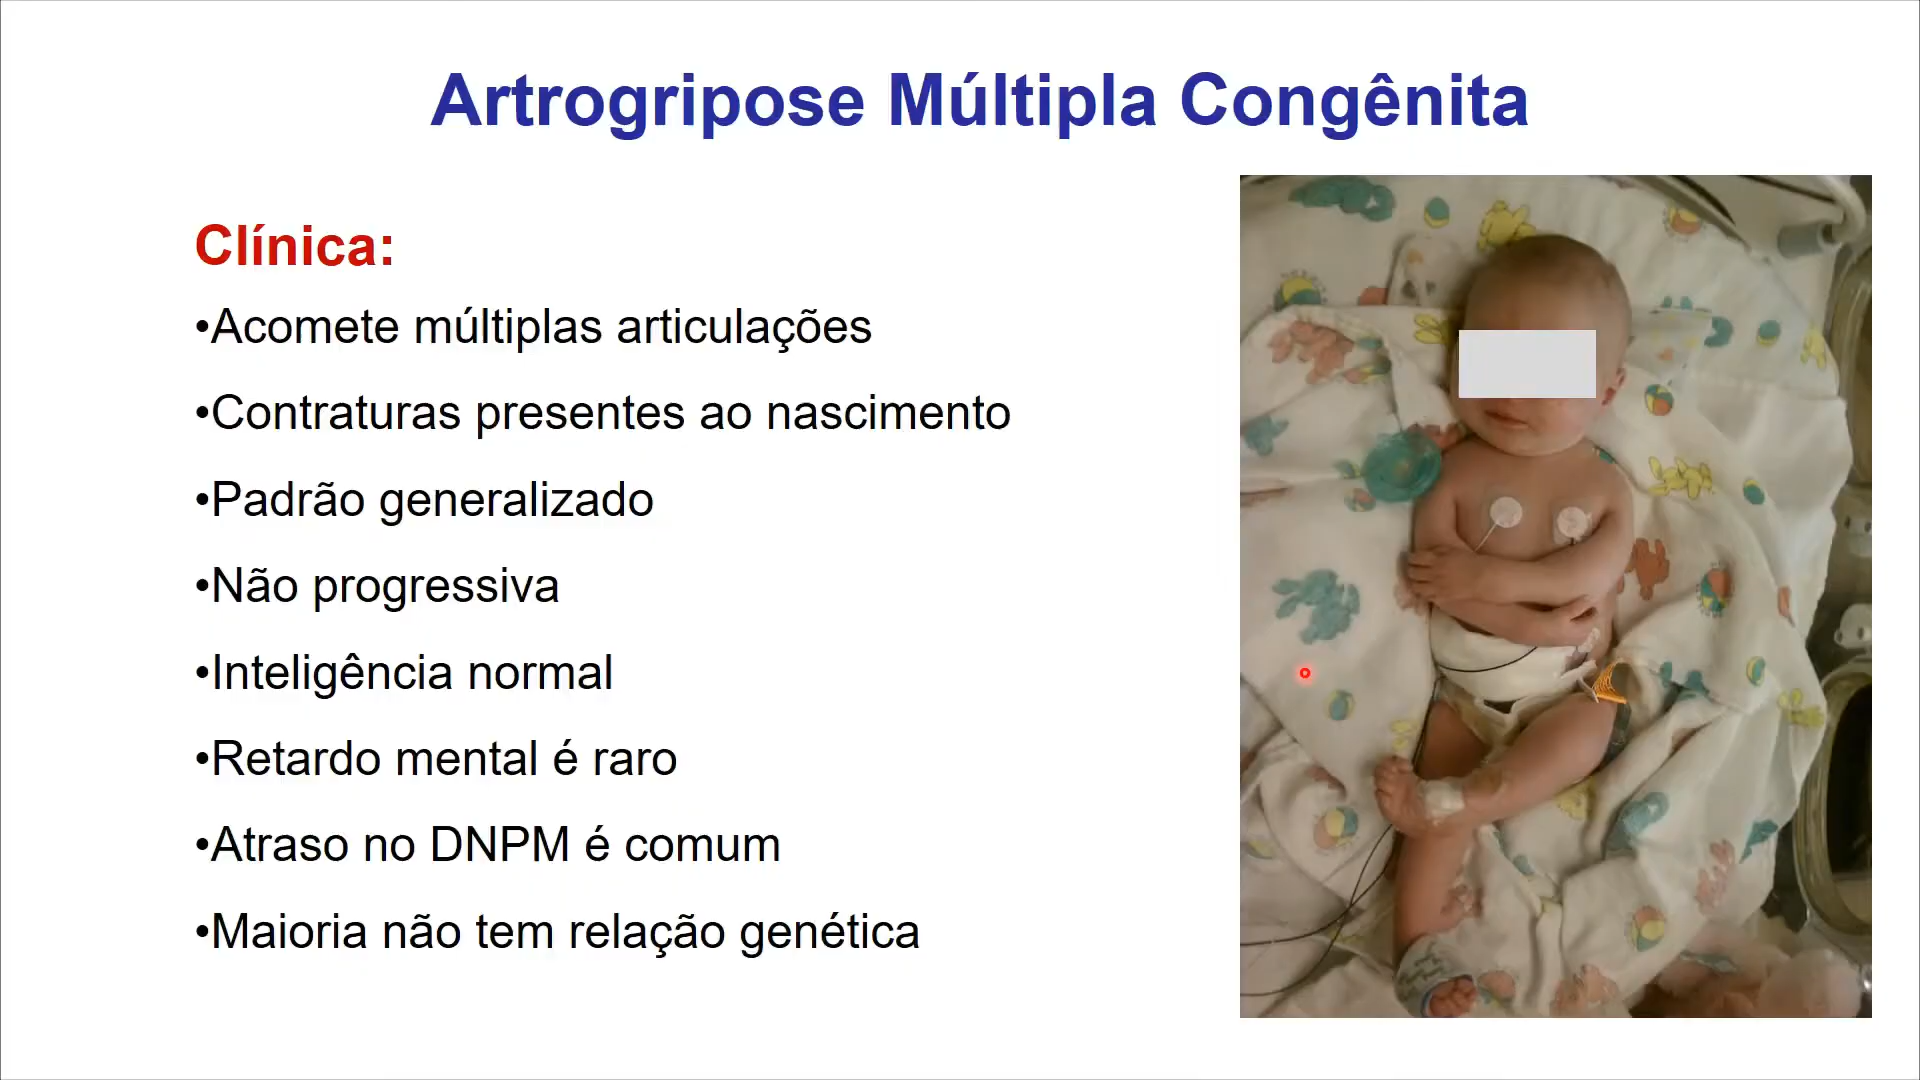 Artrogripose Múltipla Congênita
Clínica:
•Acomete múltiplas articulações
•Contraturas presentes ao nascimento
•Padrão generalizado
•Não progressiva
•Inteligência normal
•Retardo mental é raro
•Atraso no DNPM é comum
•Maioria não tem relação genética